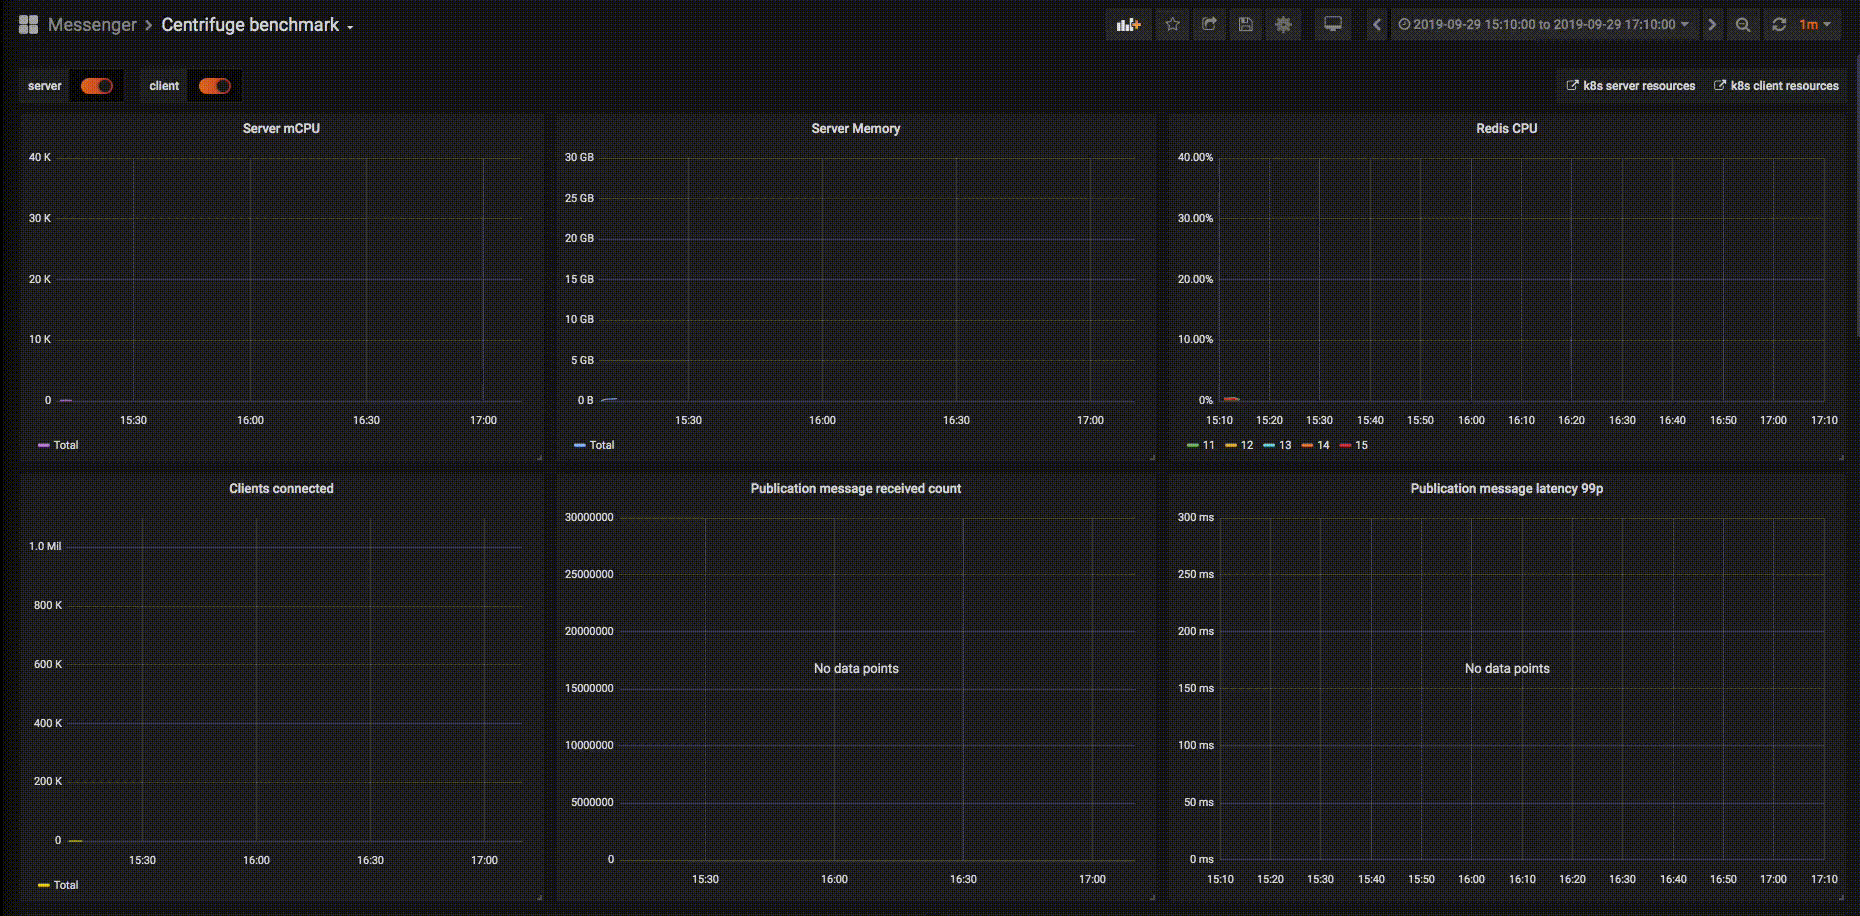 Messenger > Centrifuge benchmark
2019-09-29 15:10:00 to 2019-09-29 17:10:00
1m
server
client
k8s server resources
k8s client resources
Server mCPU
40 K
30 K
20 K
10 K
0
15:30 16:00 16:30 17:00
Total
Server Memory
30 GB
25 GB
20 GB
15 GB
10 GB
5 GB
0 B
15:30 16:00 16:30 17:00
Total
Redis CPU
40.00%
30.00%
20.00%
10.00%
0%
15:10 15:20 15:30 15:40 15:50 16:00 16:10 16:20 16:30 16:40 16:50 17:00 17:10
11 12 13 14 15
Clients connected
1.0 Mil
800 K
600 K
400 K
200 K
0
15:30 16:00 16:30 17:00
Total
Publication message received count
30000000
25000000
20000000
No data points
15000000
10000000
5000000
0
15:30 16:00 16:30 17:00
Publication message latency 99p
300 ms
250 ms
200 ms
No data points
150 ms
100 ms
50 ms
0 ms
15:10 15:20 15:30 15:40 15:50 16:00 16:10 16:20 16:30 16:40 16:50 17:00 17:10